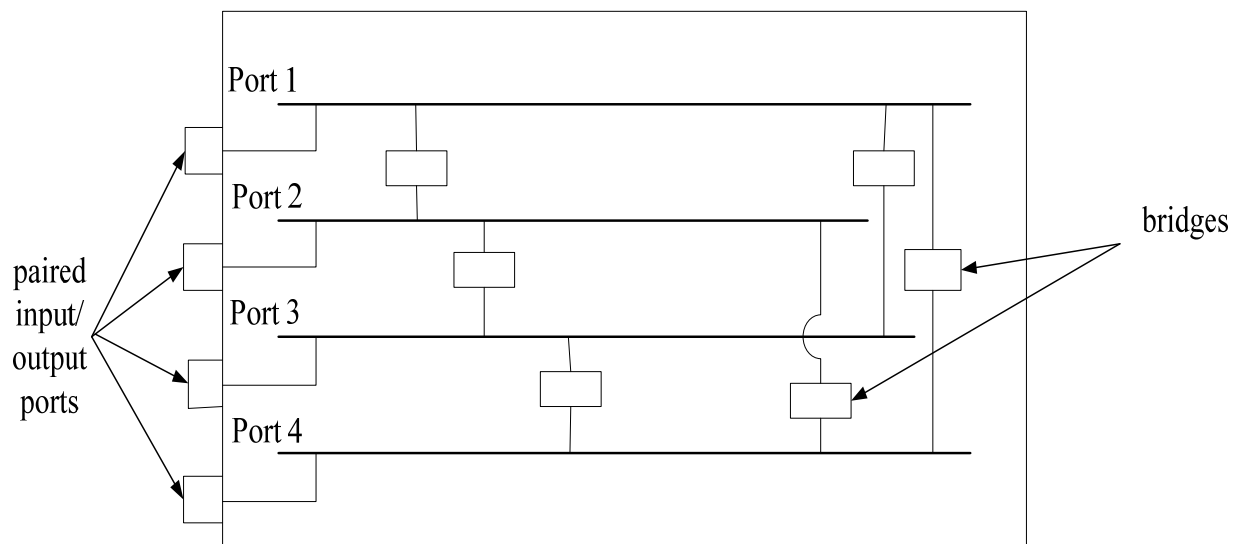 Port 1
Port 2
bridges
paired
input/
output
ports
Port 3
Port 4